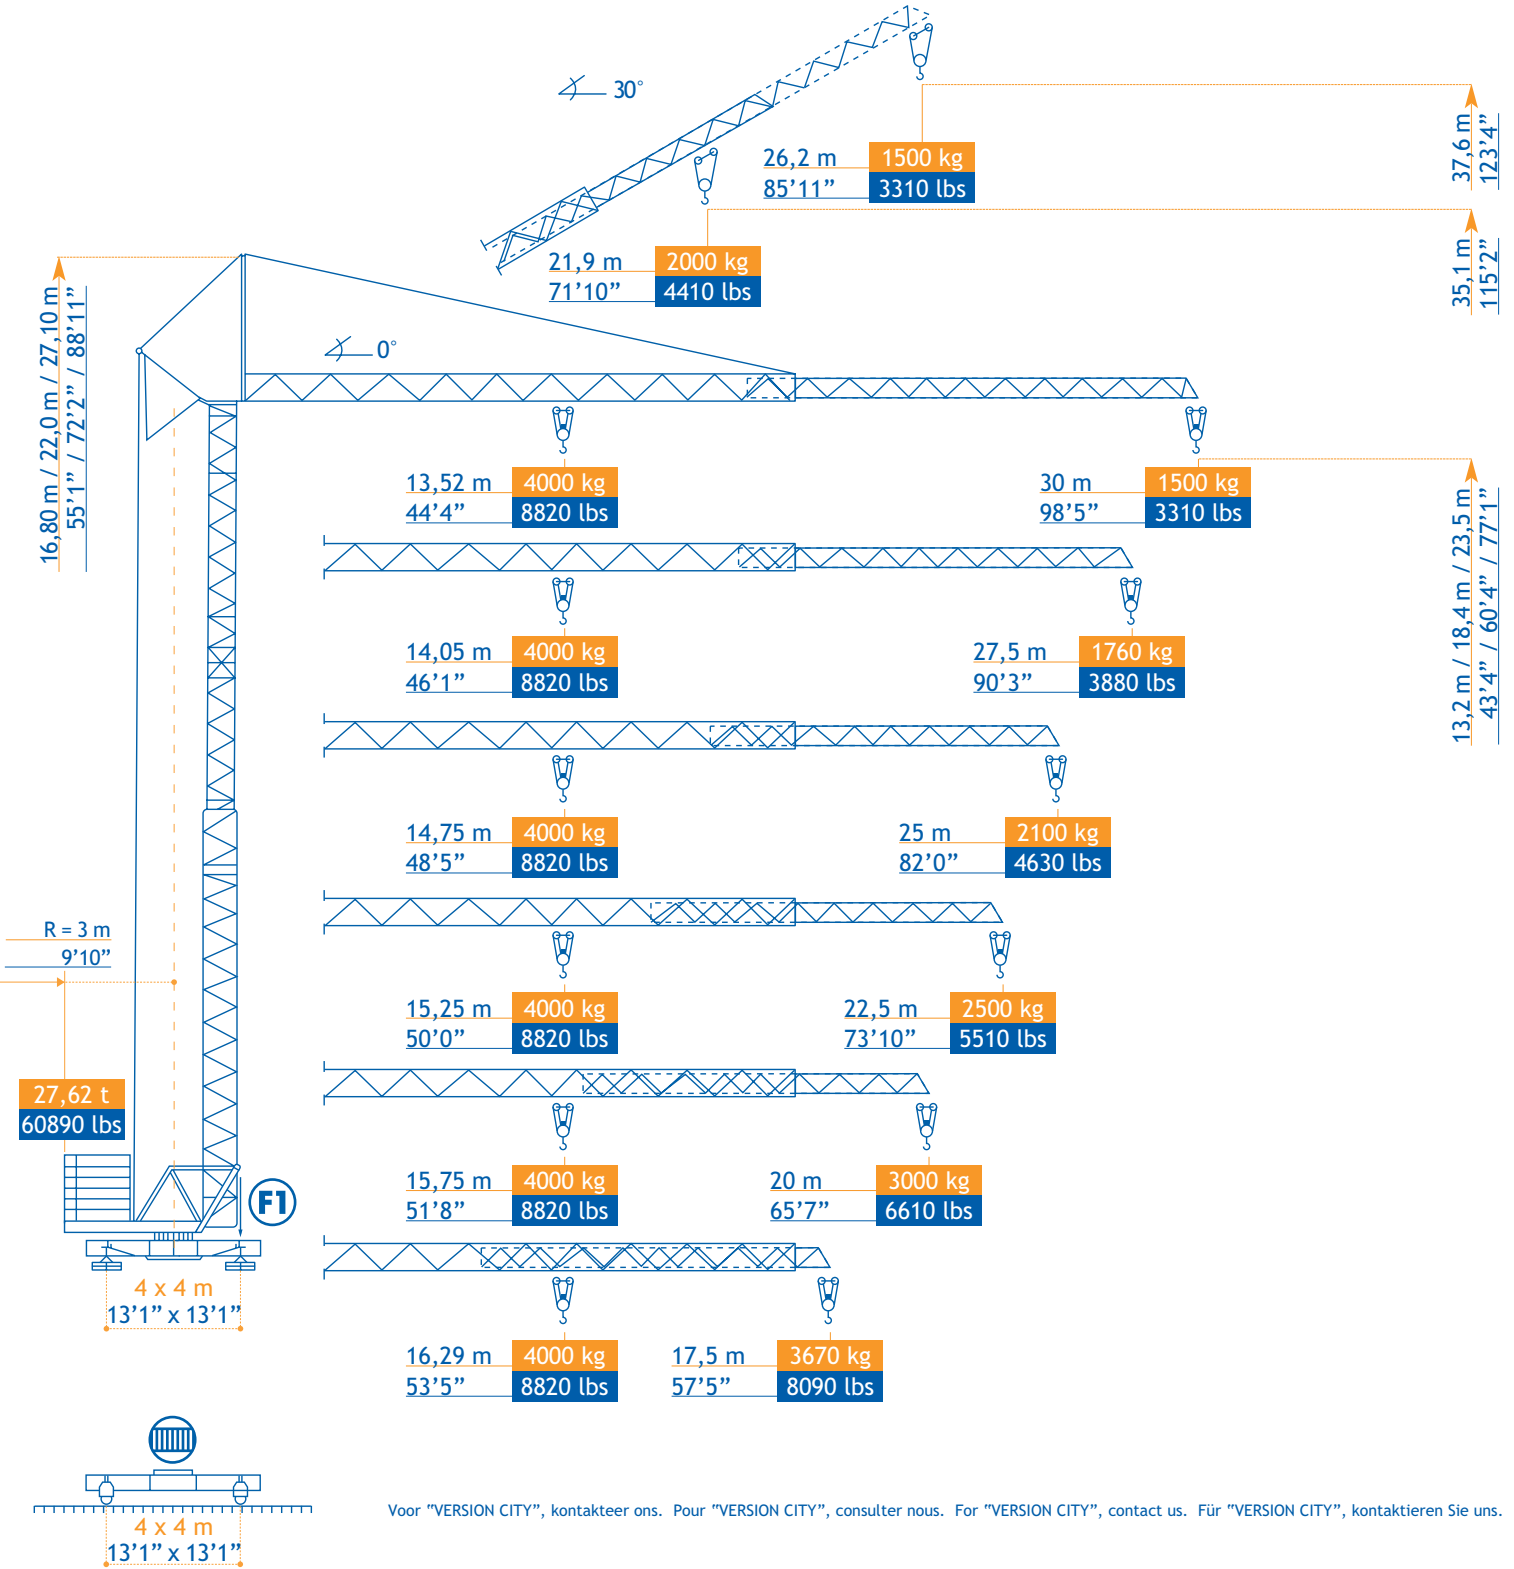 30°
26,2 m 1500 kg
85’11” 3310 lbs
37,6 m
123’4”
21,9 m 2000 kg
71’10” 4410 lbs
35,1 m
115’2”
16,80 m / 22,0 m / 27,10 m
55’1” / 72’2” / 88’11”
0°
13,52 m 4000 kg 30 m 1500 kg
44’4” 8820 lbs 98’5” 3310 lbs
13,2 m / 18,4 m / 23,5 m
43’4” / 60’4” / 77’1”
14,05 m 4000 kg 27,5 m 1760 kg
46’1” 8820 lbs 90’3” 3880 lbs
14,75 m 4000 kg 25 m 2100 kg
48’5” 8820 lbs 82’0” 4630 lbs
R = 3 m
9’10”
15,25 m 4000 kg 22,5 m 2500 kg
50’0” 8820 lbs 73’10” 5510 lbs
27,62 t
60890 lbs
15,75 m 4000 kg 20 m 3000 kg
51’8” 8820 lbs 65’7” 6610 lbs
F1
4 x 4 m
13’1” x 13’1”
16,29 m 4000 kg 17,5 m 3670 kg
53’5” 8820 lbs 57’5” 8090 lbs
Voor “VERSION CITY”, kontakteer ons. Pour “VERSION CITY”, consulter nous. For “VERSION CITY”, contact us. Für “VERSION CITY”, kontaktieren Sie uns.
4 x 4 m
13’1” x 13’1”